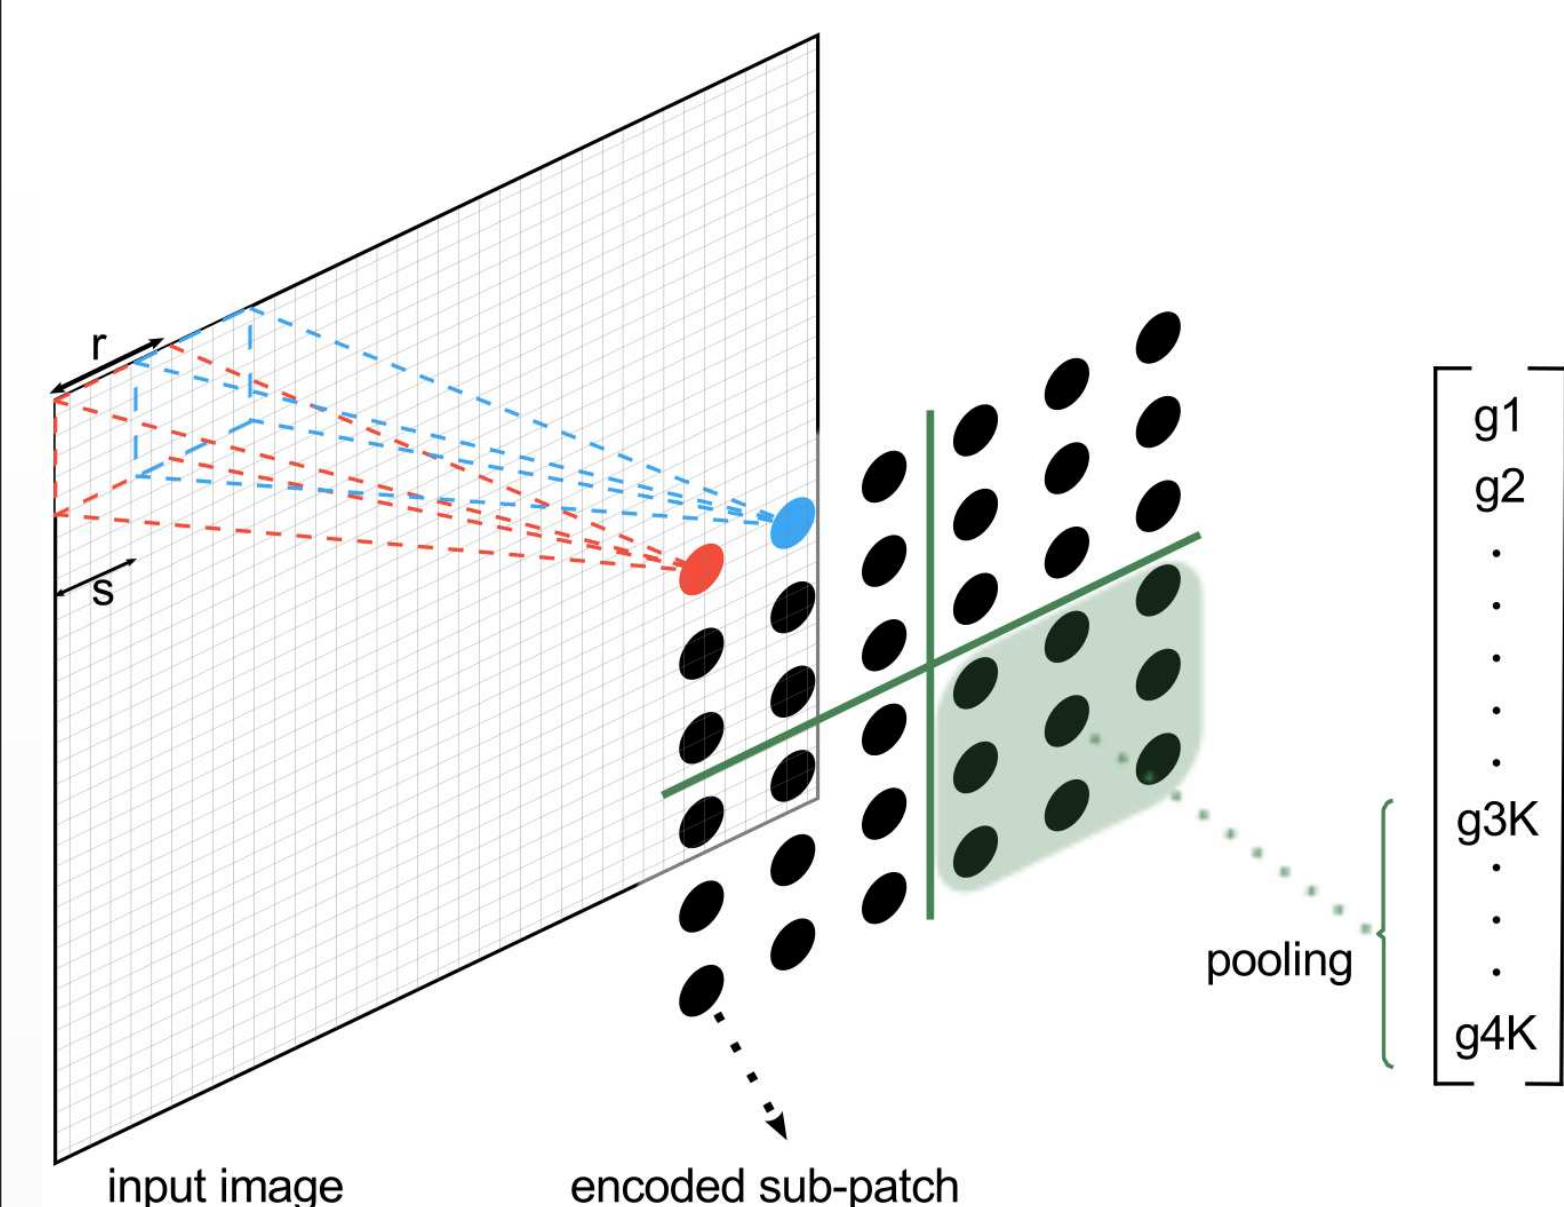 r
s
g1
g2
.
.
.
.
.
g3K
.
.
.
g4K
pooling
input image
encoded sub-patch